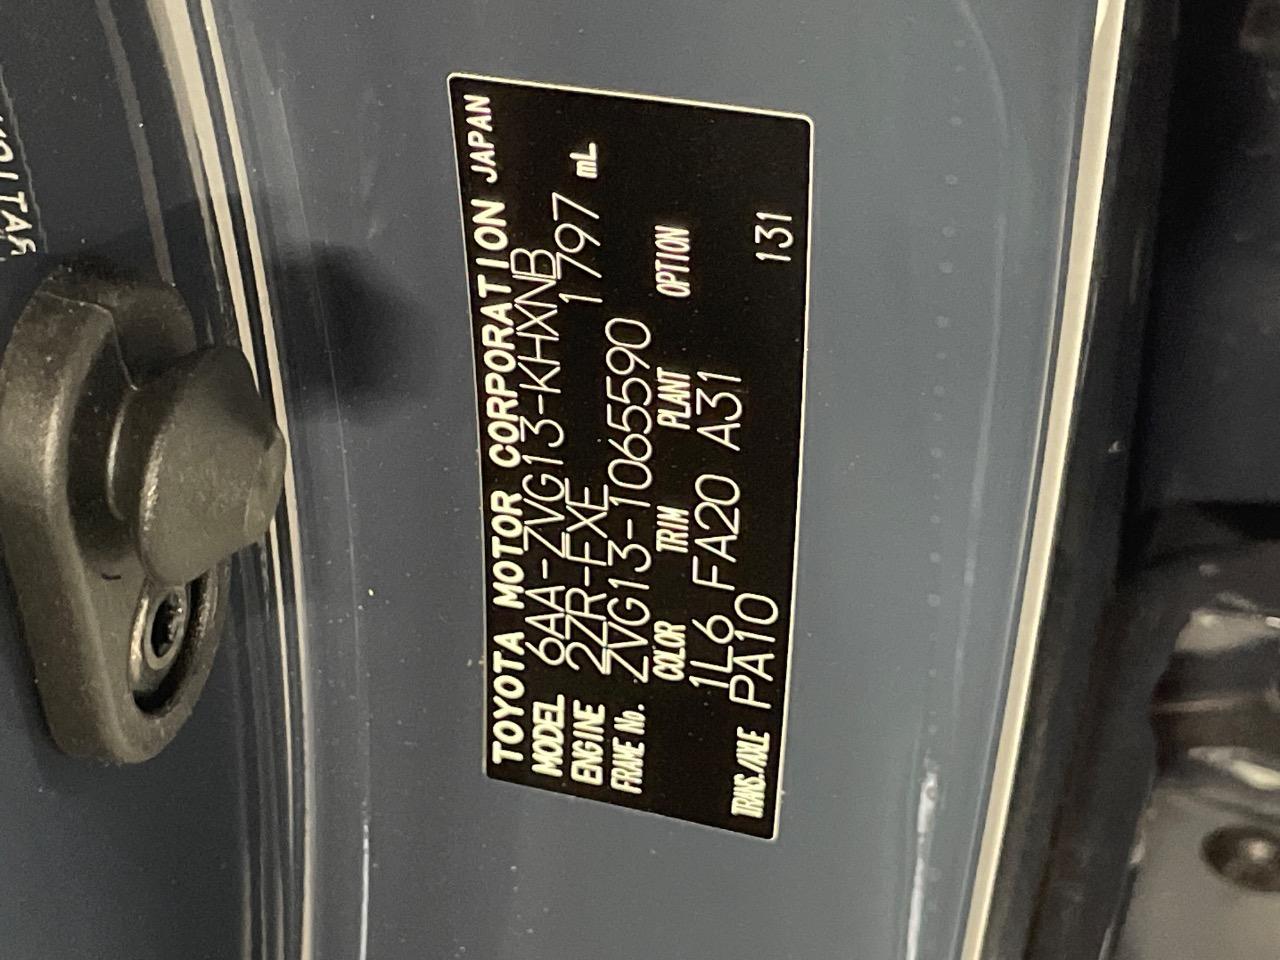 TOYOTA MOTOR CORPORATION JAPAN
MODEL 6AA-ZVG13-KHXNB
ENGINE 2ZR-FXE 1797 mL
FRAME No. ZVG13-1065590
COLOR TRIM PLANT OPTION
1L6 FA20 A31
TRANS./AXLE PA10 131